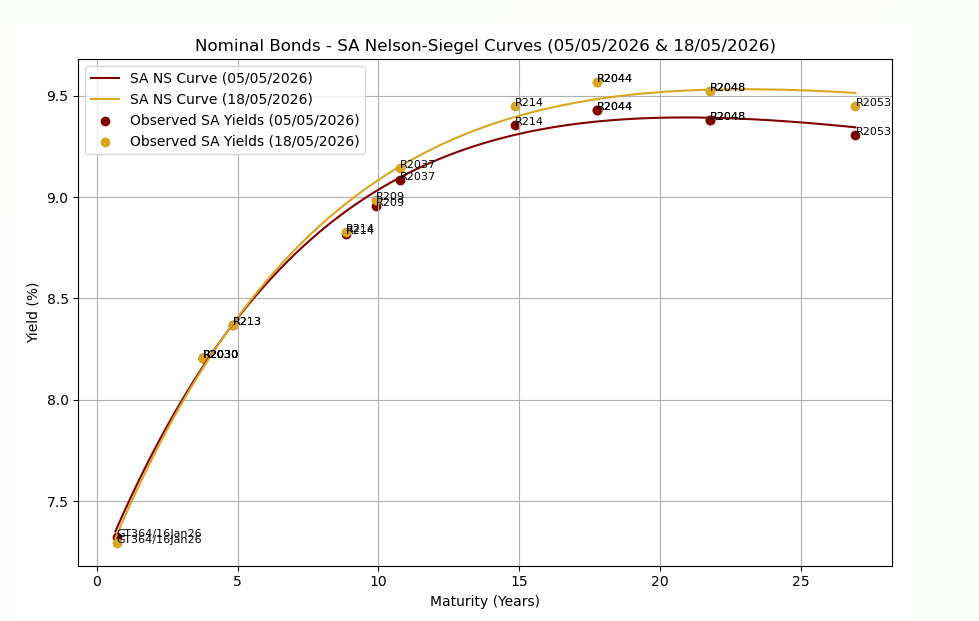 Nominal Bonds - SA Nelson-Siegel Curves (05/05/2026 & 18/05/2026)
SA NS Curve (05/05/2026)
SA NS Curve (18/05/2026)
Observed SA Yields (05/05/2026)
Observed SA Yields (18/05/2026)
R2044
R2048
R2053
R214
R2044
R2048
R214
R2053
R2037
R2037
R209
R209
R214
R214
R213
R2030
GT364/16Jan26
GT364/16Jan26
9.5
9.0
8.5
8.0
7.5
Yield (%)
0
5
10
15
20
25
Maturity (Years)